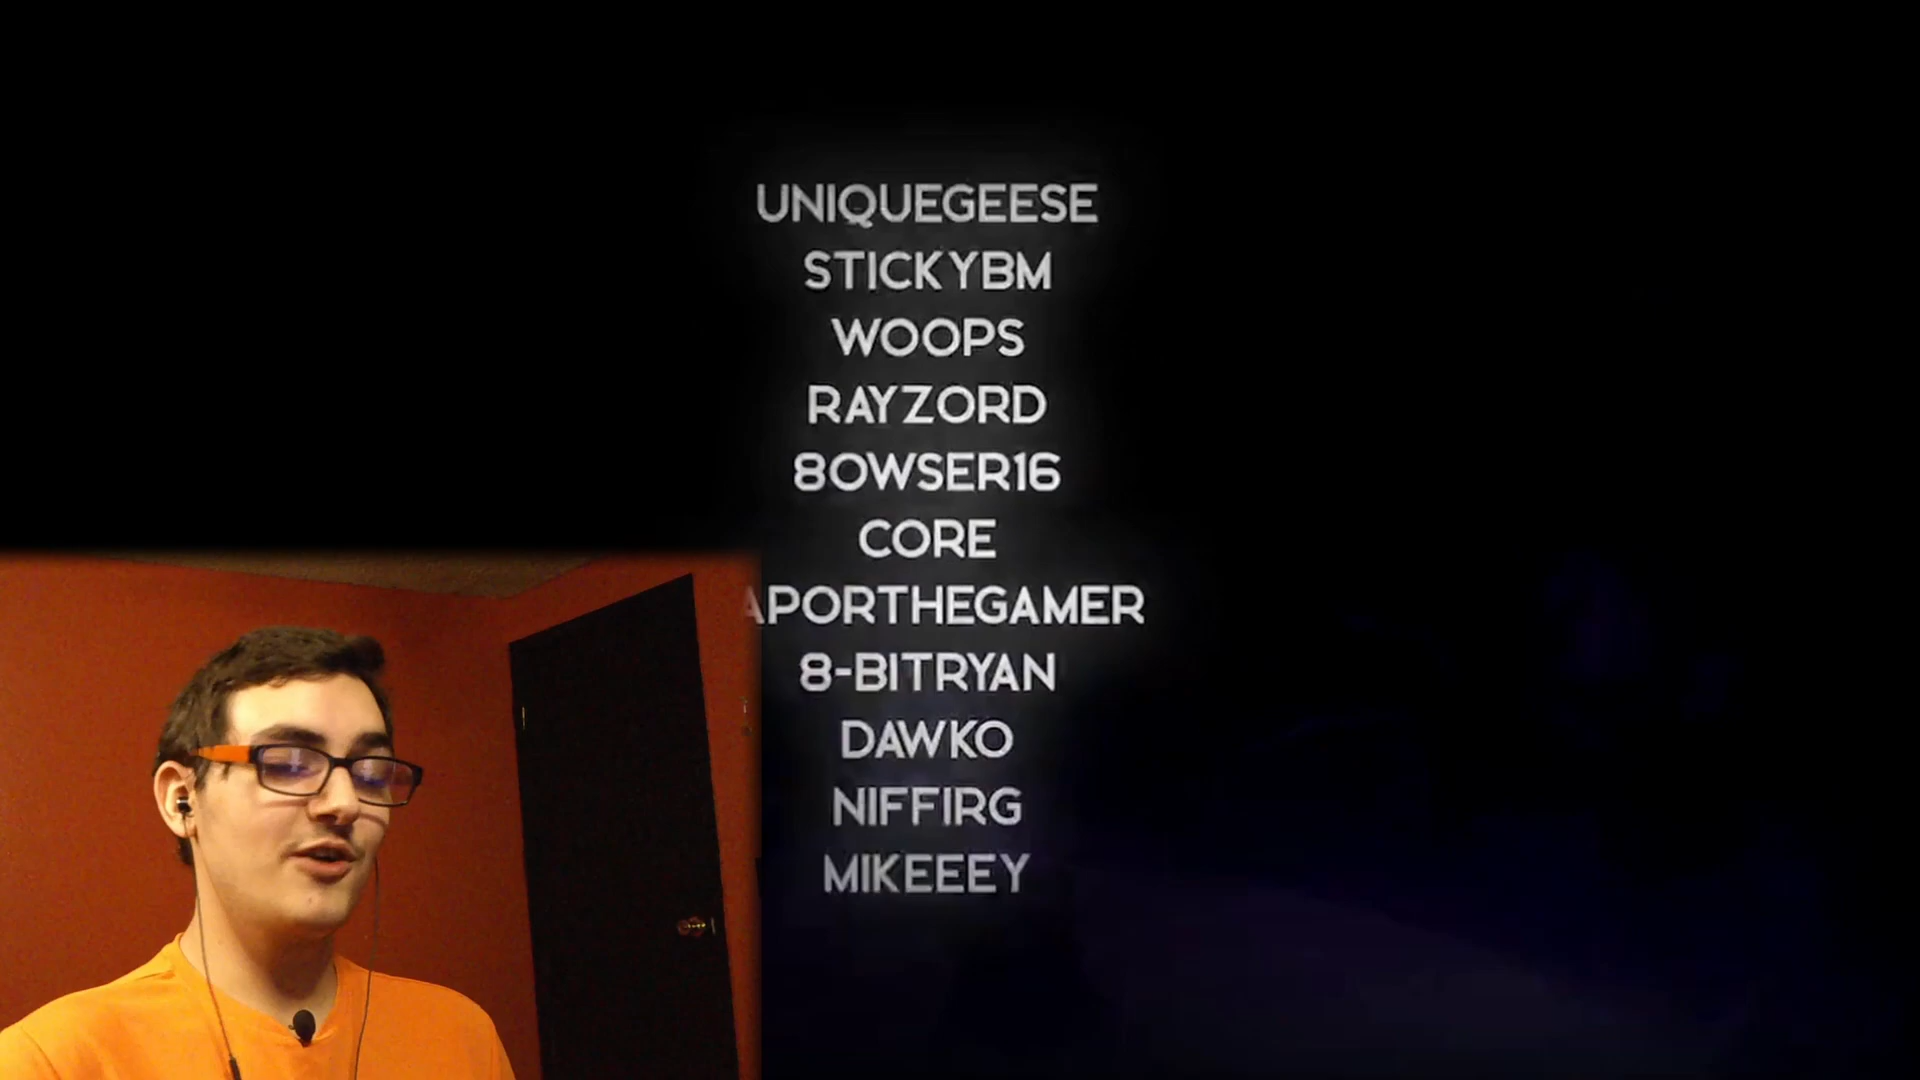 UNIQUEGEESE
STICKYBM
WOOPS
RAYZORD
8OWSER16
CORE
APORTHEGAMER
8-BITRYAN
DAWKO
NIFFIRG
MIKEEEY